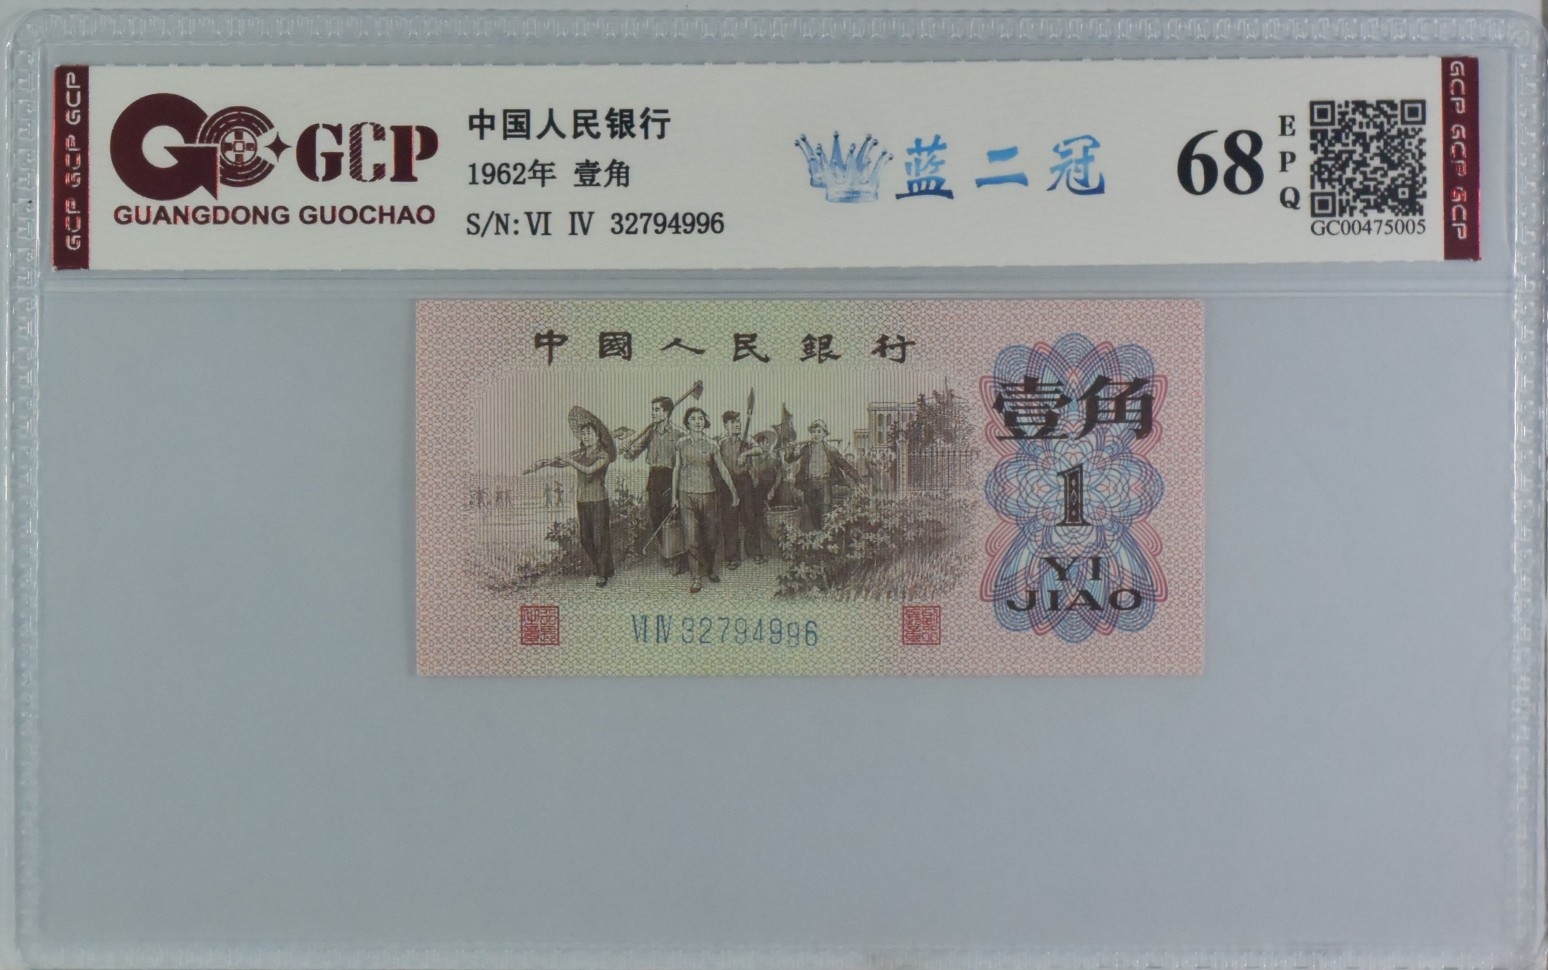 GCP GCP GCP
GCP
GUANGDONG GUOCHAO
中国人民银行
1962年 壹角
S/N:Ⅵ Ⅳ 32794996
蓝二冠
68
EPQ
GC00475005
GCP GCP GCP
中國人民銀行
壹角
1
YI
JIAO
ⅥⅣ 32794996